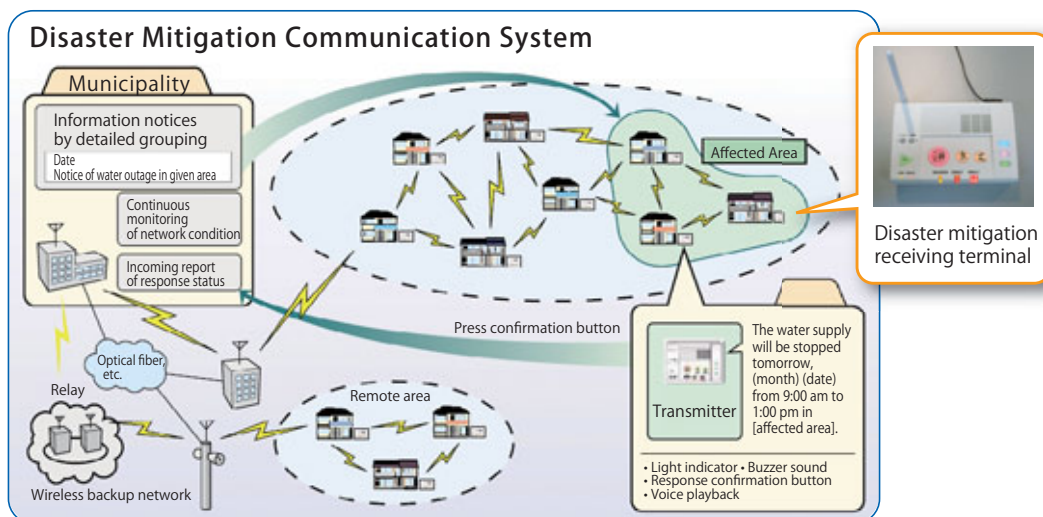 Disaster Mitigation Communication System
Municipality
Information notices
by detailed grouping
Date
Notice of water outage in given area
Continuous
monitoring
of network condition
Incoming report
of response status
Affected Area
Disaster mitigation
receiving terminal
Press confirmation button
Optical fiber,
etc.
Relay
Wireless backup network
Remote area
Transmitter
The water supply
will be stopped
tomorrow,
(month) (date)
from 9:00 am to
1:00 pm in
[affected area].
• Light indicator • Buzzer sound
• Response confirmation button
• Voice playback